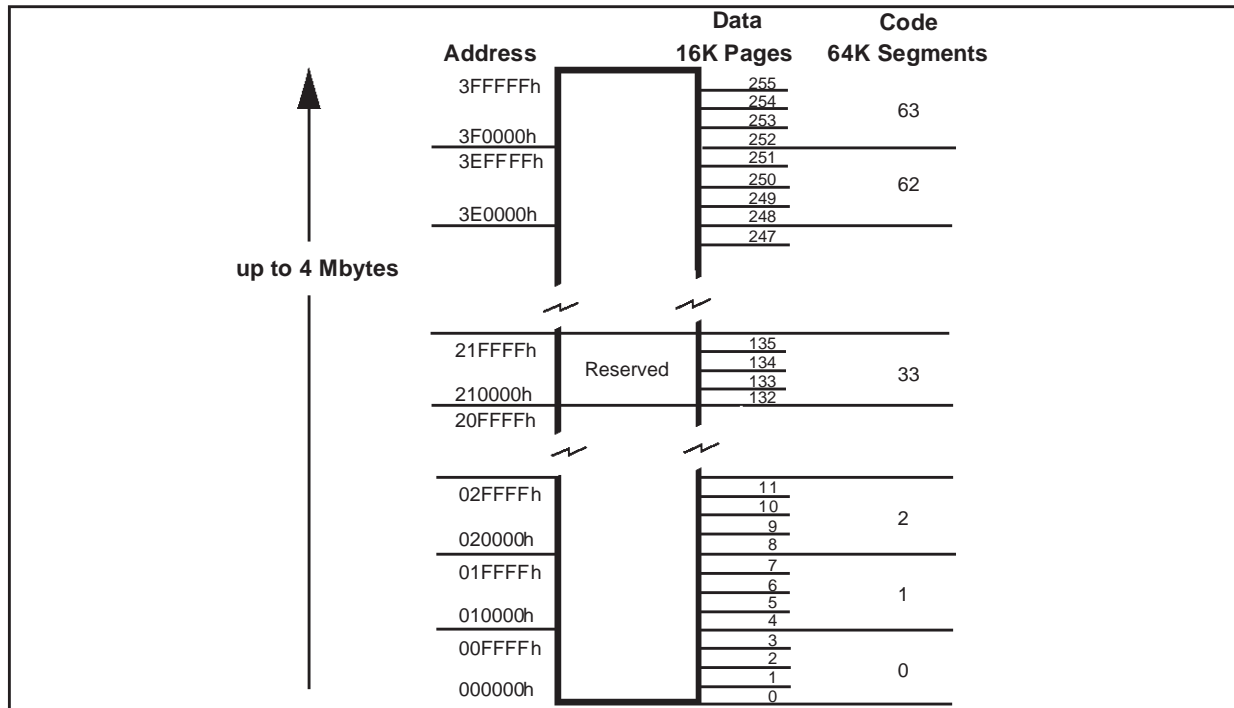 Data Code
Address 16K Pages 64K Segments
3FFFFFh 255
254
253 63
3F0000h 252
3EFFFFh 251
250 62
249
3E0000h 248
247
up to 4 Mbytes
21FFFFh 135
Reserved 134 33
133
210000h 132
20FFFFh
02FFFFh 11
10
9 2
020000h 8
01FFFFh 7
6
5 1
010000h 4
00FFFFh 3
2
1 0
000000h 0